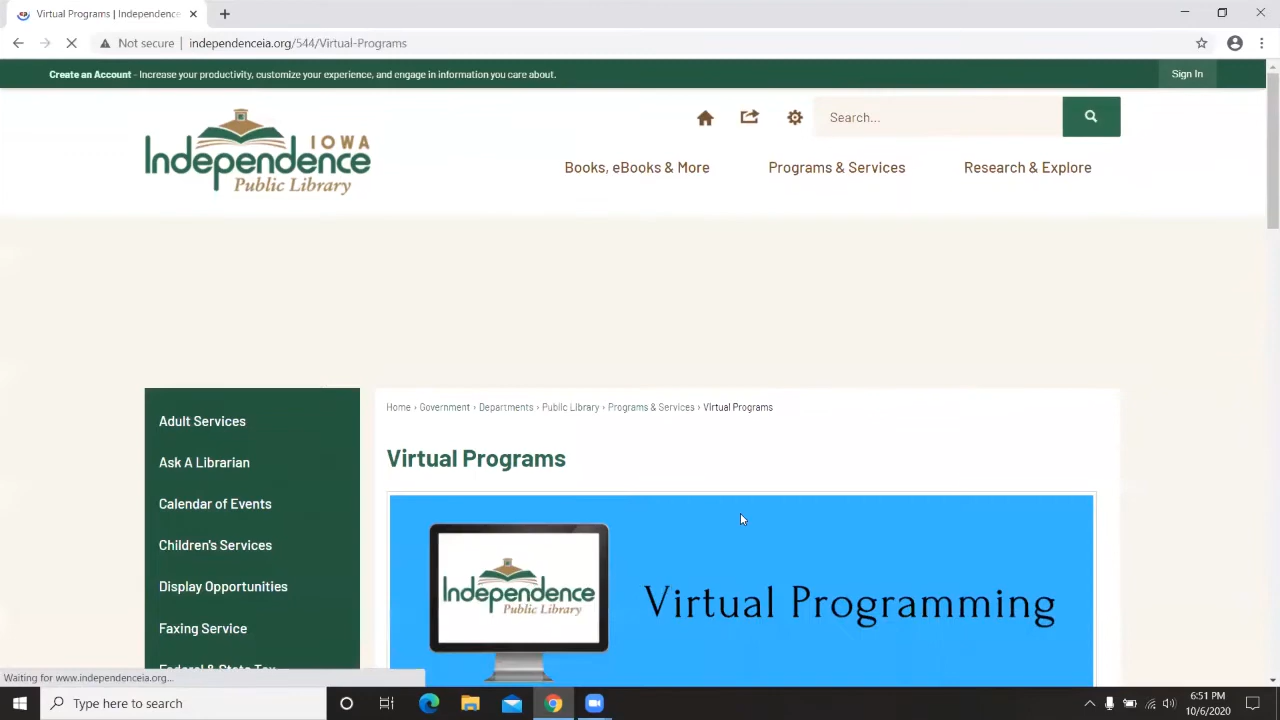 Virtual Programs | Independence
Not secure | independenceia.org/544/Virtual-Programs
Create an Account - Increase your productivity, customize your experience, and engage in information you care about.
Sign In
IOWA
Independence
Public Library
Search...
Books, eBooks & More
Programs & Services
Research & Explore
Adult Services
Ask A Librarian
Calendar of Events
Children's Services
Display Opportunities
Faxing Service
Federal & State Tax
Home › Government › Departments › Public Library › Programs & Services › Virtual Programs
Virtual Programs
Independence
Public Library
Virtual Programming
Waiting for www.independenceia.org...
Type here to search
6:51 PM
10/6/2020